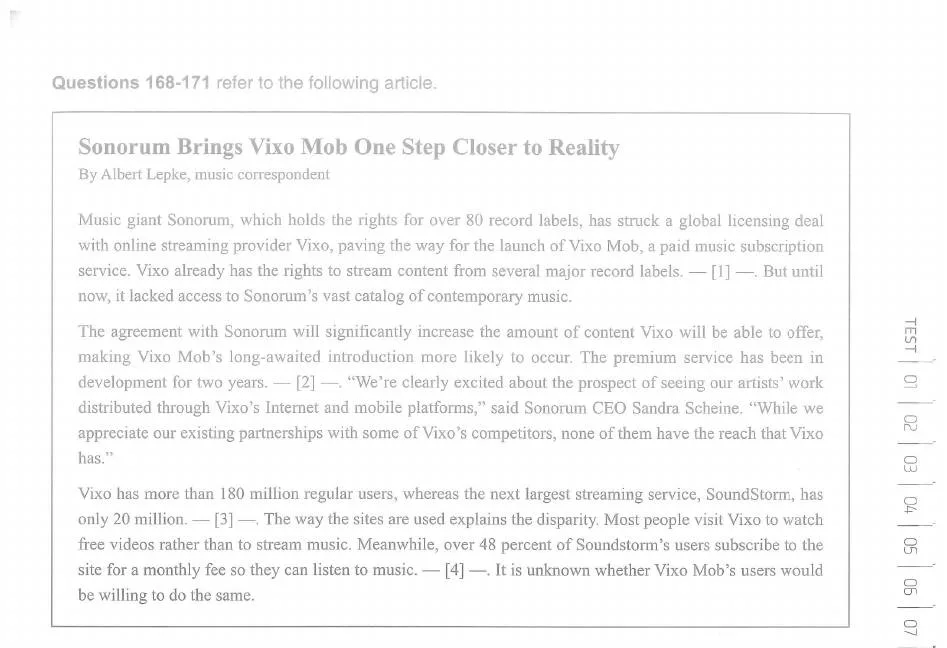 Questions 168-171 refer to the following article.
Sonorum Brings Vixo Mob One Step Closer to Reality
By Albert Lepke, music correspondent
Music giant Sonorum, which holds the rights for over 80 record labels, has struck a global licensing deal
with online streaming provider Vixo, paving the way for the launch of Vixo Mob, a paid music subscription
service. Vixo already has the rights to stream content from several major record labels. — [1] —. But until
now, it lacked access to Sonorum's vast catalog of contemporary music.
The agreement with Sonorum will significantly increase the amount of content Vixo will be able to offer,
making Vixo Mob's long-awaited introduction more likely to occur. The premium service has been in
development for two years. — [2] —. “We're clearly excited about the prospect of seeing our artists' work
distributed through Vixo's Internet and mobile platforms,” said Sonorum CEO Sandra Scheine. “While we
appreciate our existing partnerships with some of Vixo's competitors, none of them have the reach that Vixo
has.”
Vixo has more than 180 million regular users, whereas the next largest streaming service, SoundStorm, has
only 20 million. — [3] —. The way the sites are used explains the disparity. Most people visit Vixo to watch
free videos rather than to stream music. Meanwhile, over 48 percent of Soundstorm's users subscribe to the
site for a monthly fee so they can listen to music. — [4] —. It is unknown whether Vixo Mob's users would
be willing to do the same.
TEST
01
02
03
04
05
06
07